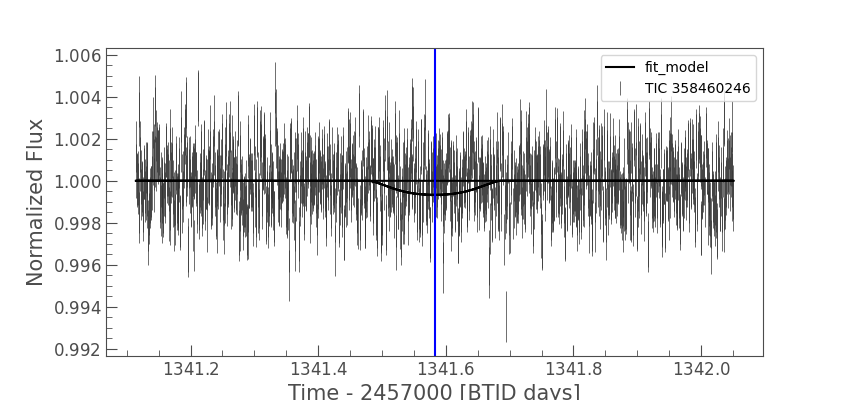 1.006
1.004
1.002
1.000
0.998
0.996
0.994
0.992
Normalized Flux
fit_model
TIC 358460246
1341.2 1341.4 1341.6 1341.8 1342.0
Time - 2457000 [BTJD days]